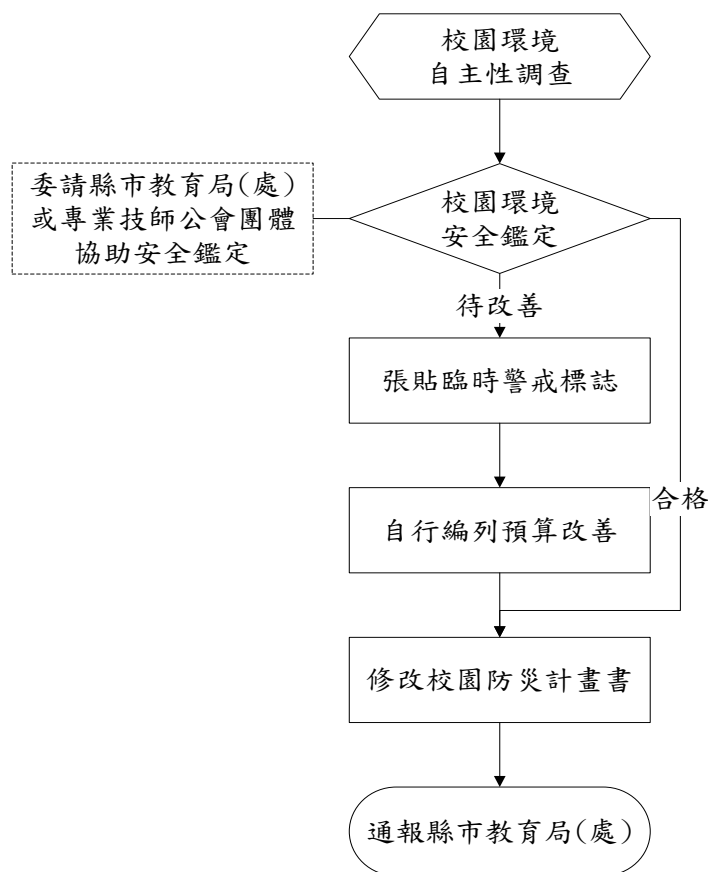 校園環境
自主性調查
委請縣市教育局(處)
或專業技師公會團體
協助安全鑑定
校園環境
安全鑑定
待改善
張貼臨時警戒標誌
合格
自行編列預算改善
修改校園防災計畫書
通報縣市教育局(處)